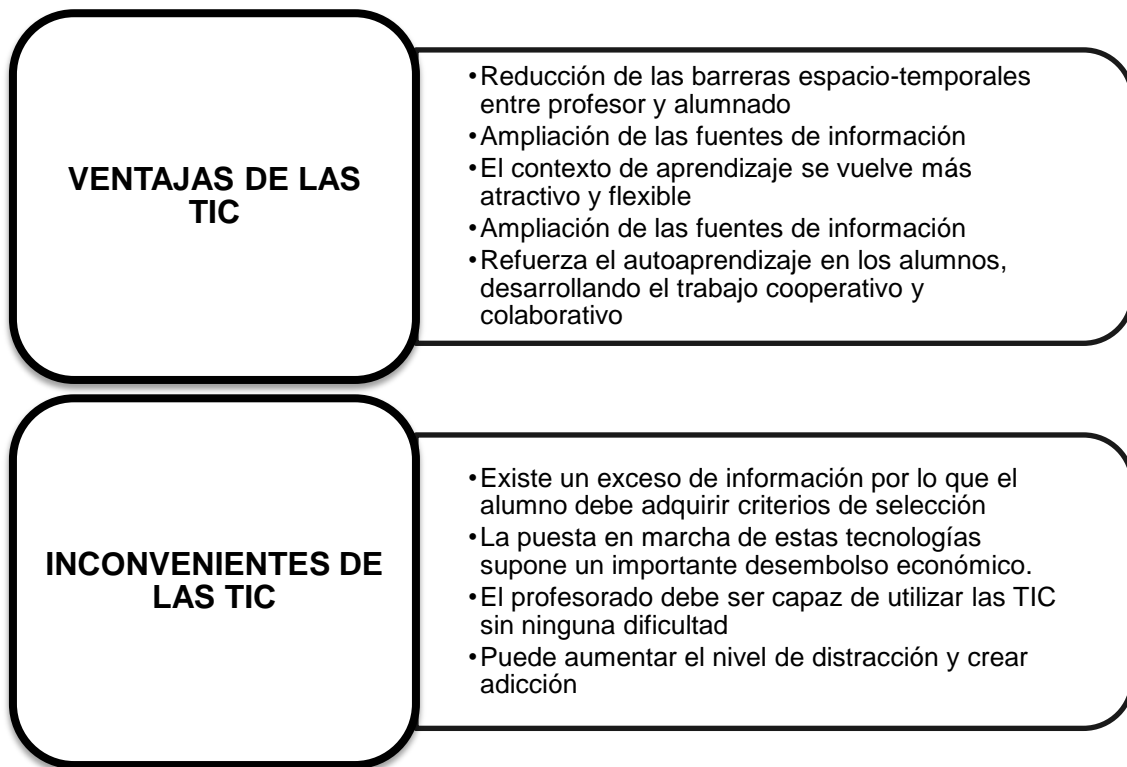 VENTAJAS DE LAS
TIC
•Reducción de las barreras espacio-temporales
entre profesor y alumnado
•Ampliación de las fuentes de información
•El contexto de aprendizaje se vuelve más
atractivo y flexible
•Ampliación de las fuentes de información
•Refuerza el autoaprendizaje en los alumnos,
desarrollando el trabajo cooperativo y
colaborativo
INCONVENIENTES DE
LAS TIC
•Existe un exceso de información por lo que el
alumno debe adquirir criterios de selección
•La puesta en marcha de estas tecnologías
supone un importante desembolso económico.
•El profesorado debe ser capaz de utilizar las TIC
sin ninguna dificultad
•Puede aumentar el nivel de distracción y crear
adicción